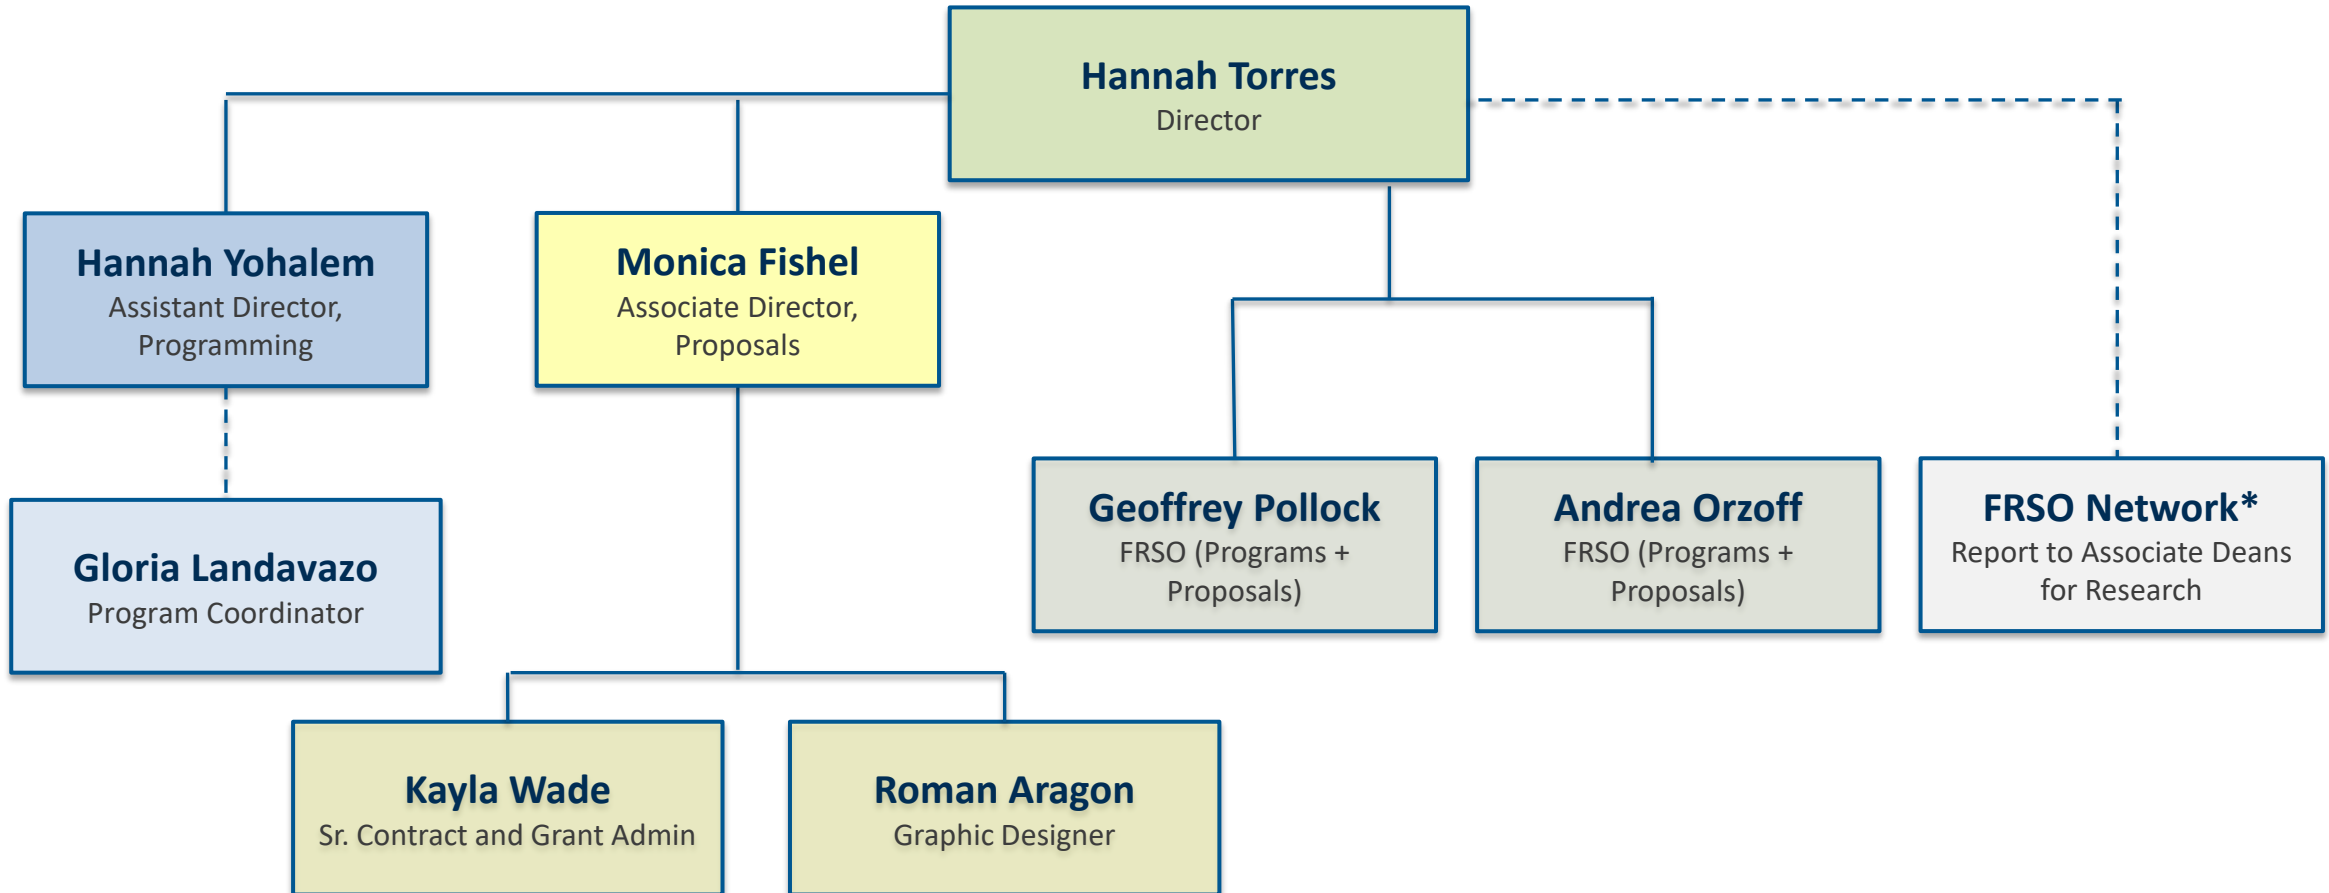 Hannah Torres
Director
Hannah Yohalem
Assistant Director,
Programming
Monica Fishel
Associate Director,
Proposals
Geoffrey Pollock
FRSO (Programs +
Proposals)
Andrea Orzoff
FRSO (Programs +
Proposals)
FRSO Network*
Report to Associate Deans
for Research
Gloria Landavazo
Program Coordinator
Kayla Wade
Sr. Contract and Grant Admin
Roman Aragon
Graphic Designer